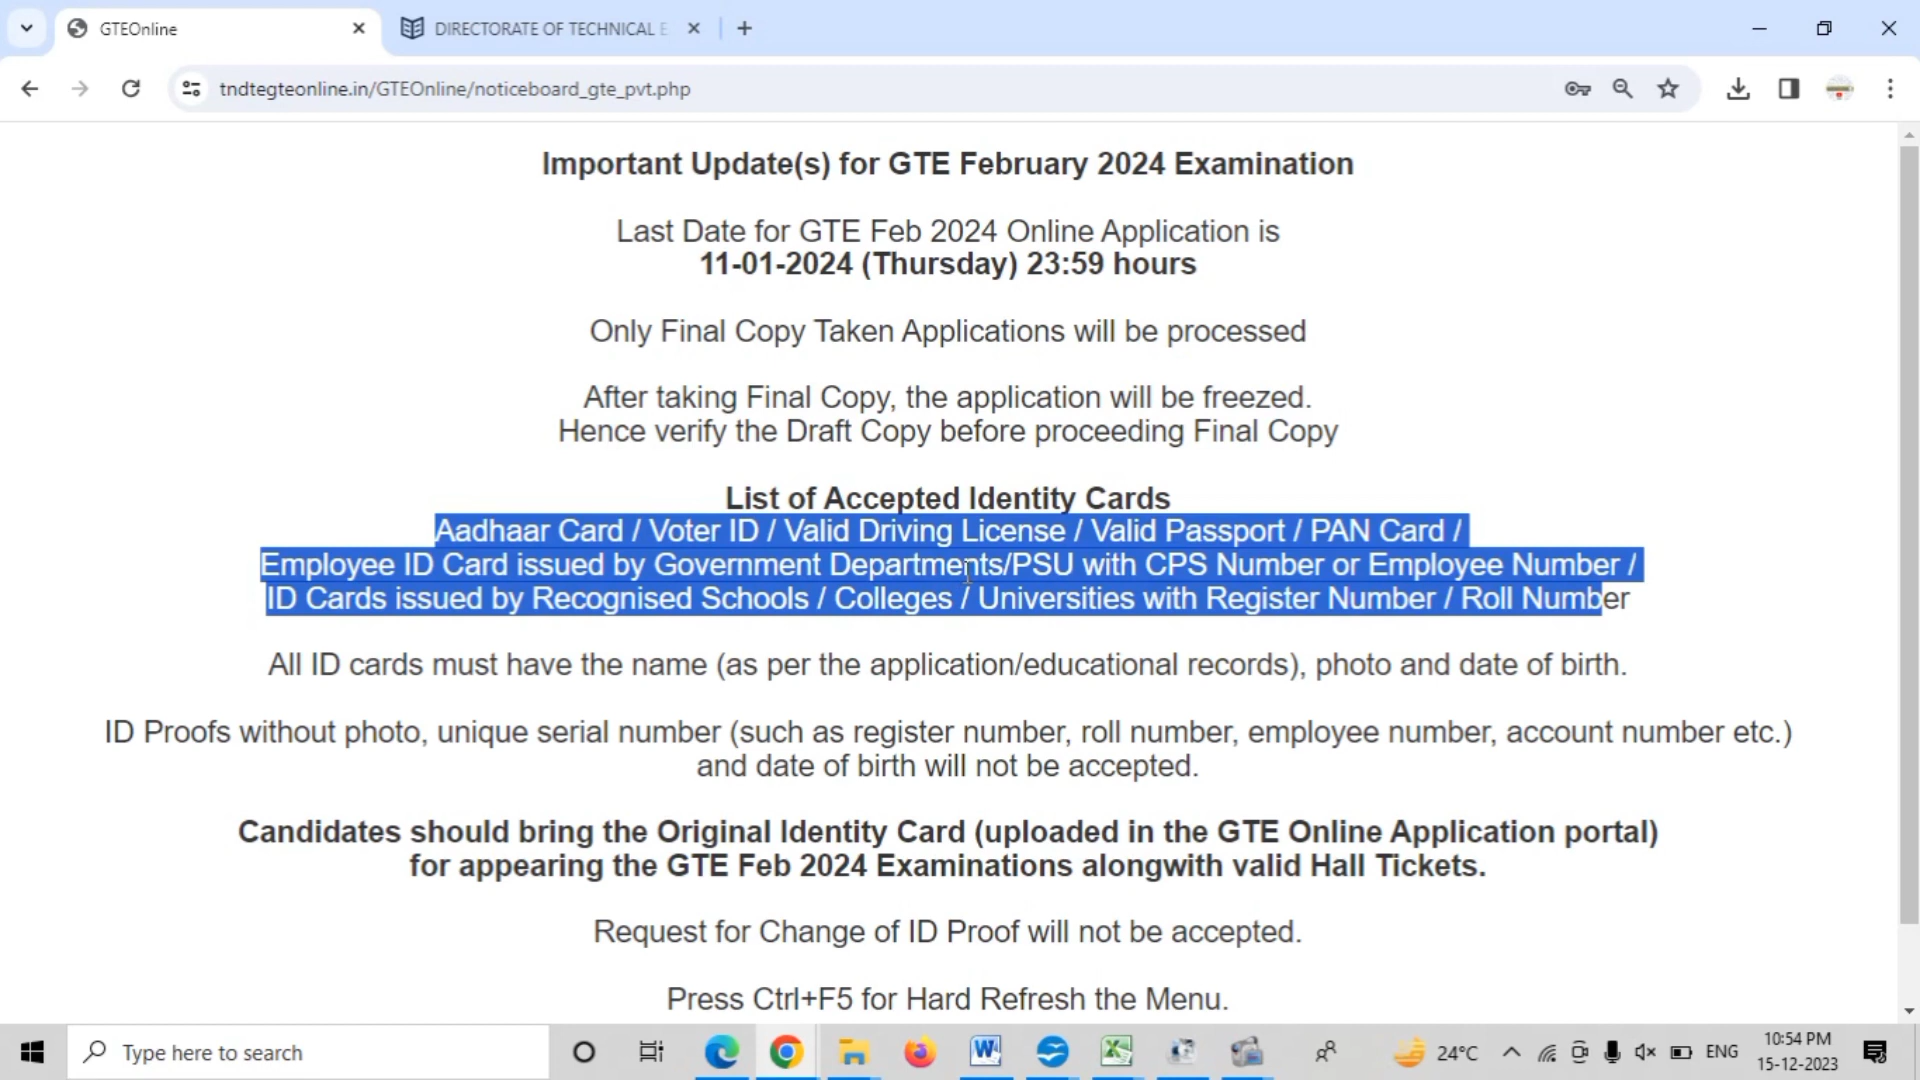 GTEOnline
DIRECTORATE OF TECHNICAL E
tndtegteonline.in/GTEOnline/noticeboard_gte_pvt.php
Important Update(s) for GTE February 2024 Examination
Last Date for GTE Feb 2024 Online Application is
11-01-2024 (Thursday) 23:59 hours
Only Final Copy Taken Applications will be processed
After taking Final Copy, the application will be freezed.
Hence verify the Draft Copy before proceeding Final Copy
List of Accepted Identity Cards
Aadhaar Card / Voter ID / Valid Driving License / Valid Passport / PAN Card /
Employee ID Card issued by Government Departments/PSU with CPS Number or Employee Number /
ID Cards issued by Recognised Schools / Colleges / Universities with Register Number / Roll Number
All ID cards must have the name (as per the application/educational records), photo and date of birth.
ID Proofs without photo, unique serial number (such as register number, roll number, employee number, account number etc.)
and date of birth will not be accepted.
Candidates should bring the Original Identity Card (uploaded in the GTE Online Application portal)
for appearing the GTE Feb 2024 Examinations alongwith valid Hall Tickets.
Request for Change of ID Proof will not be accepted.
Press Ctrl+F5 for Hard Refresh the Menu.
Type here to search
24°C
ENG
10:54 PM
15-12-2023